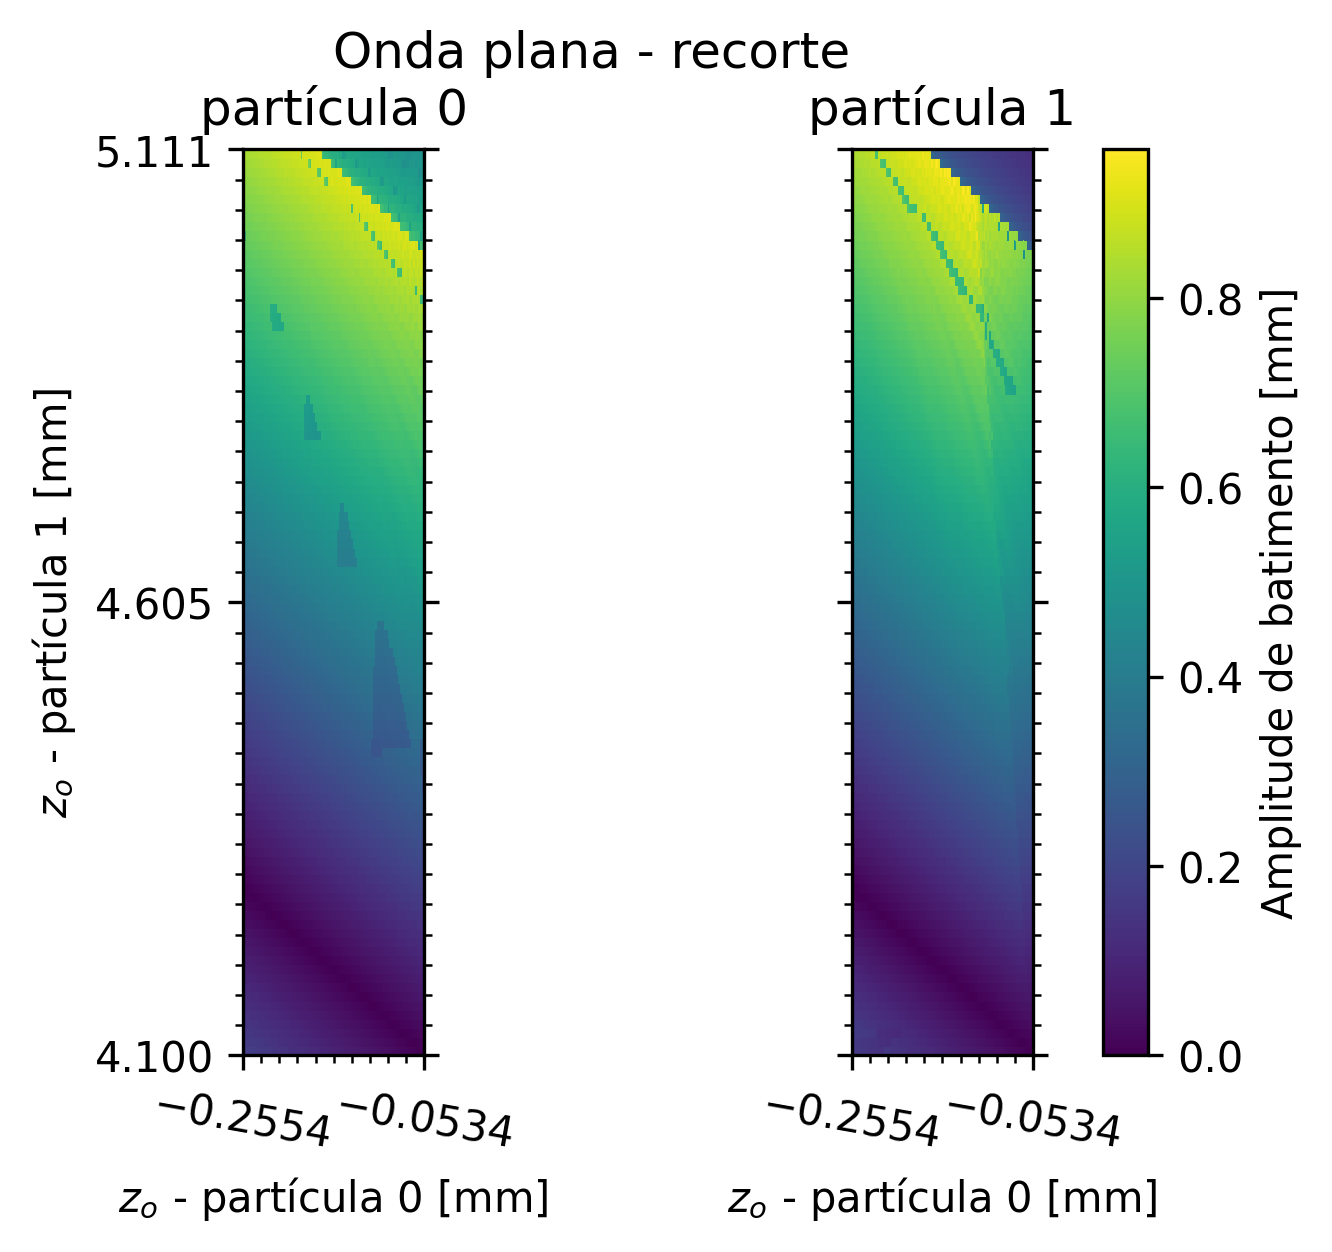 Onda plana - recorte
partícula 0
partícula 1
5.111
4.605
4.100
z_o - partícula 1 [mm]
−0.2554
−0.0534
z_o - partícula 0 [mm]
−0.2554
−0.0534
z_o - partícula 0 [mm]
0.8
0.6
0.4
0.2
0.0
Amplitude de batimento [mm]